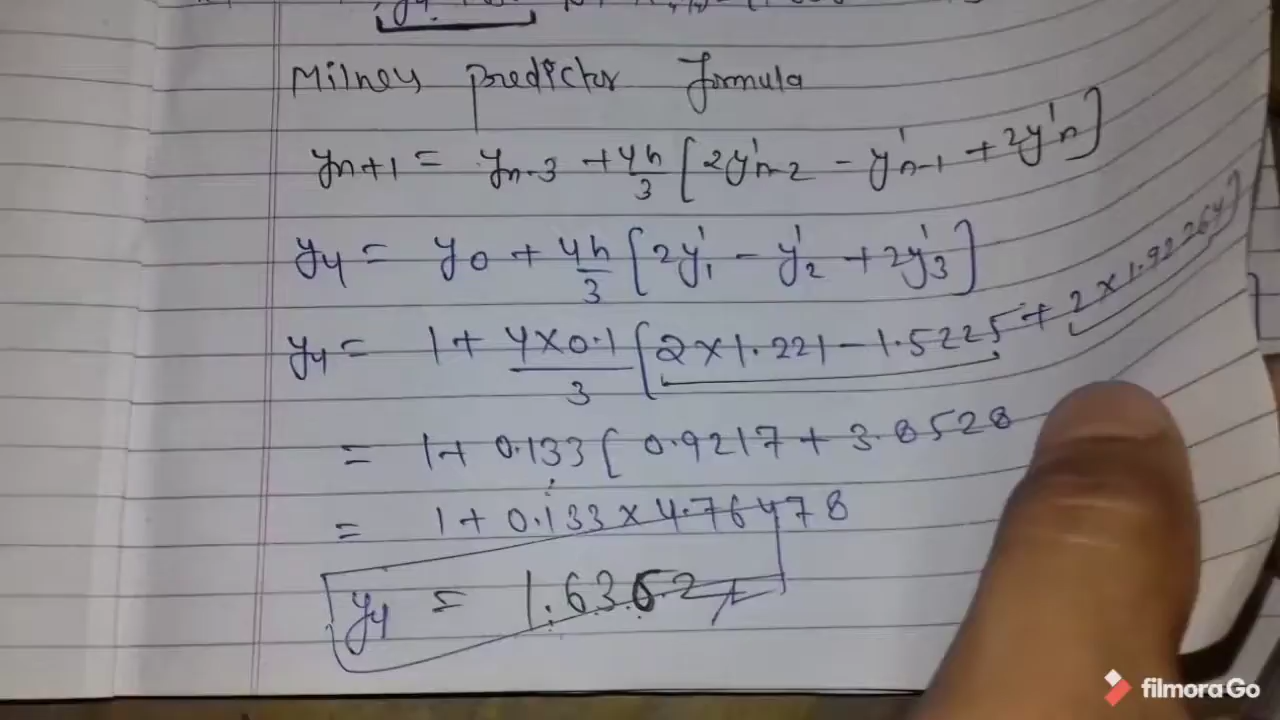 Milney predictor formula
yn+1 = yn-3 + 4h/3 [2y'n-2 - y'n-1 + 2y'n]
y4 = y0 + 4h/3 [2y'1 - y'2 + 2y'3]
y4 = 1 + 4×0.1/3 [2×1.221 - 1.5225 + 2×1.92264]
= 1 + 0.133 [0.9217 + 3.8528
= 1 + 0.133 × 4.76478
y4 = 1.6352
filmoraGo